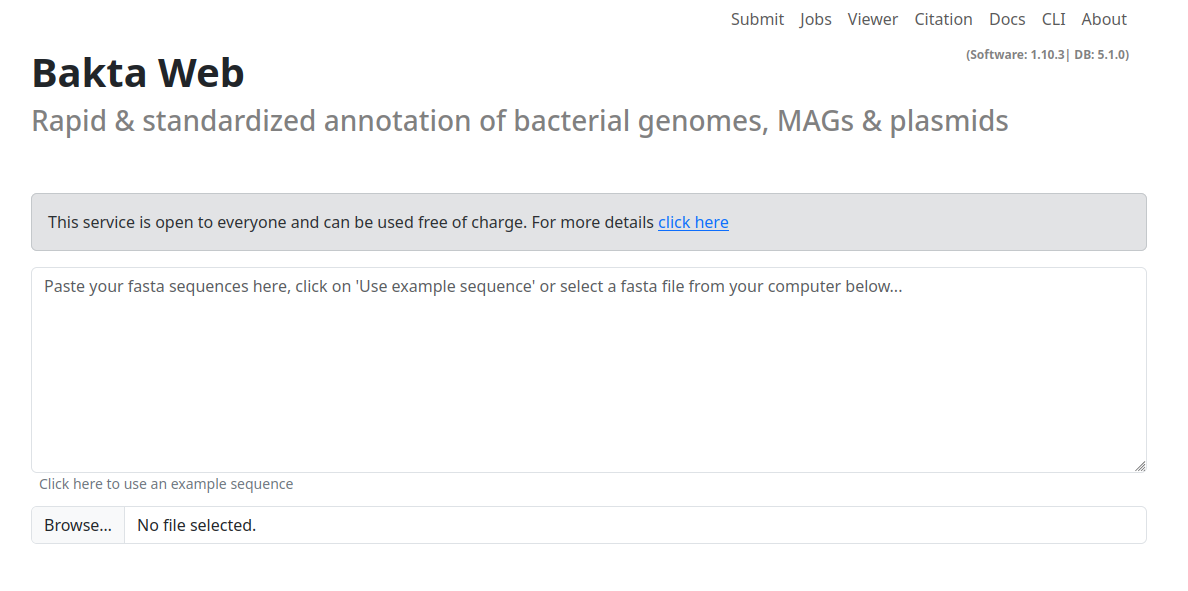 Submit Jobs Viewer Citation Docs CLI About
(Software: 1.10.3| DB: 5.1.0)
Bakta Web
Rapid & standardized annotation of bacterial genomes, MAGs & plasmids
This service is open to everyone and can be used free of charge. For more details click here
Paste your fasta sequences here, click on 'Use example sequence' or select a fasta file from your computer below...
Click here to use an example sequence
Browse... No file selected.